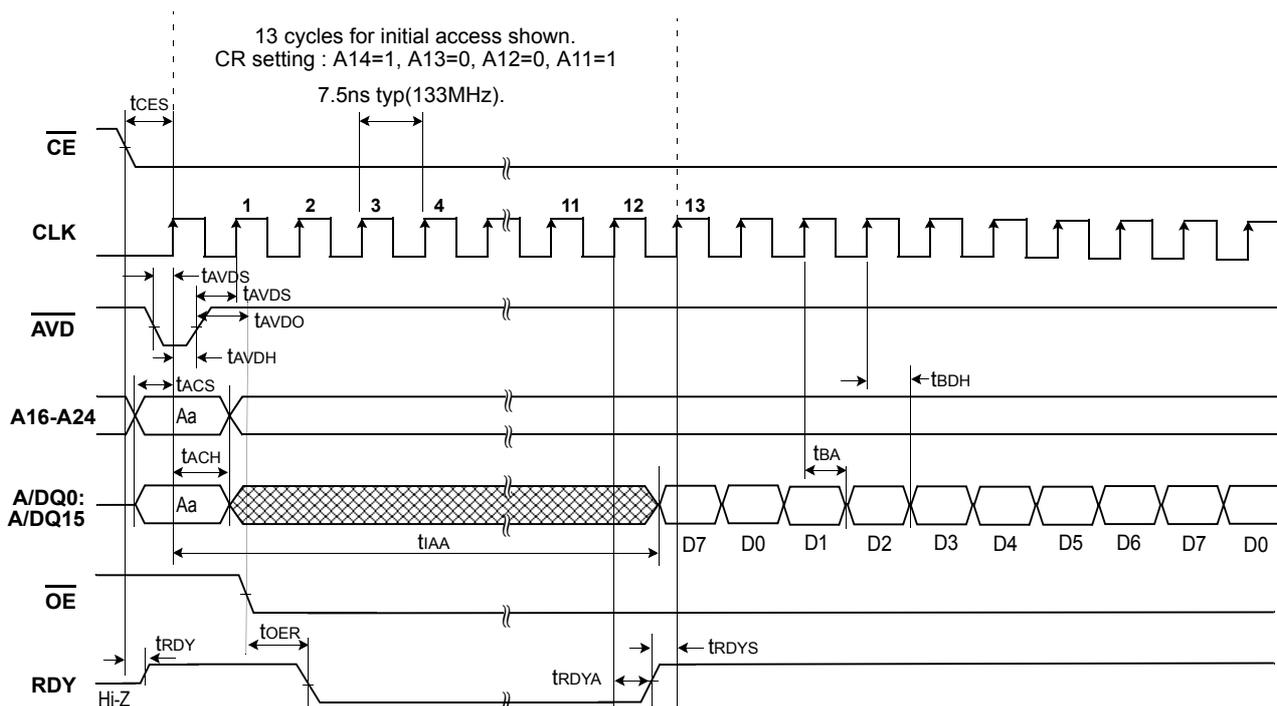 13 cycles for initial access shown.
CR setting : A14=1, A13=0, A12=0, A11=1
7.5ns typ(133MHz).
tCES
CE
CLK
1 2 3 4 11 12 13
tAVDS
tAVDS
AVD
tAVDO
tAVDH
tACS
tBDH
A16-A24
Aa
tACH
tBA
A/DQ0:
A/DQ15
Aa
tIAA
D7 D0 D1 D2 D3 D4 D5 D6 D7 D0
OE
tOER
tRDY
tRDYS
RDY
tRDYA
Hi-Z